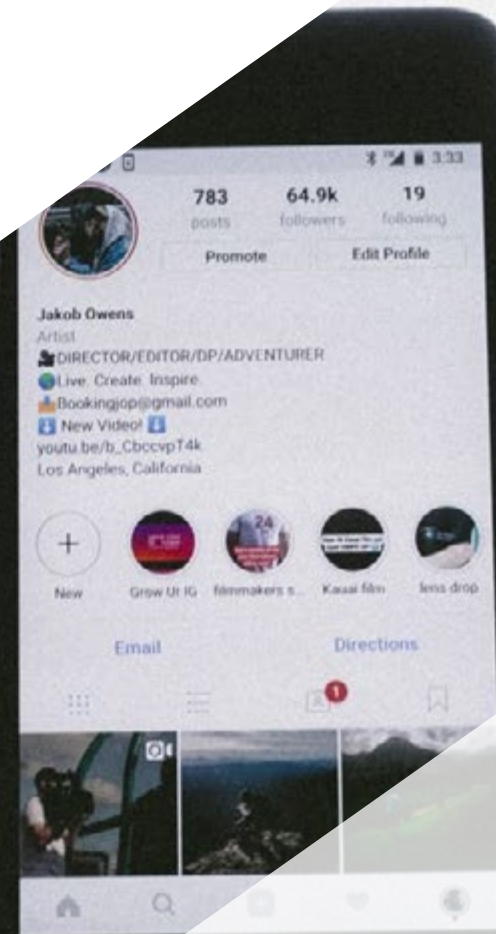 3:33
783 64.9k 19
posts followers following
Promote Edit Profile
Jakob Owens
Artist
🎥DIRECTOR/EDITOR/DP/ADVENTURER
🌍Live. Create. Inspire.
📩Bookingjop@gmail.com
⬇️ New Video! ⬇️
youtu.be/b_CbccvpT4k
Los Angeles, California
24
New Grow Ur IG filmmakers s... Kauai film lens drop
Email Directions
1